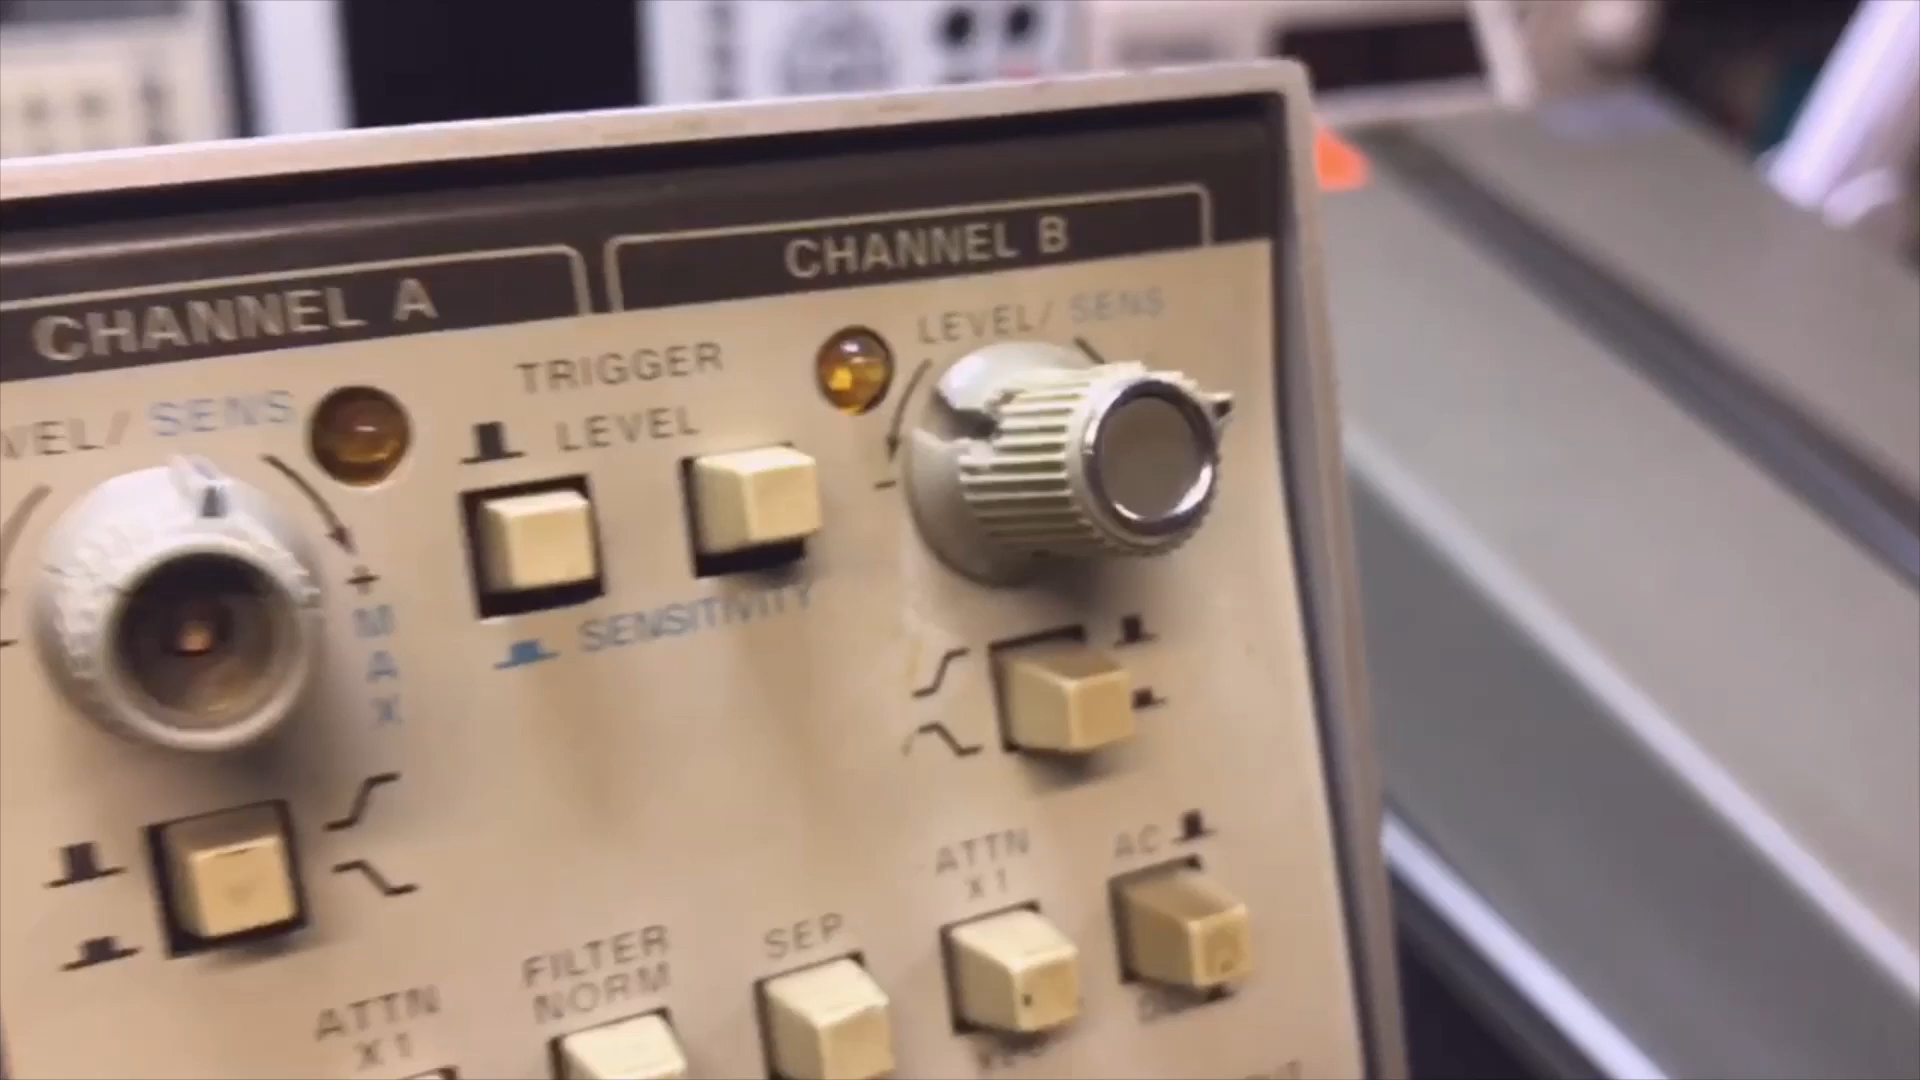 CHANNEL A
CHANNEL B
LEVEL/ SENS
TRIGGER
LEVEL
VEL/ SENS
+
MAX
-
-
SENSITIVITY
ATTN
X1
AC
FILTER
NORM
SEP
ATTN
X1